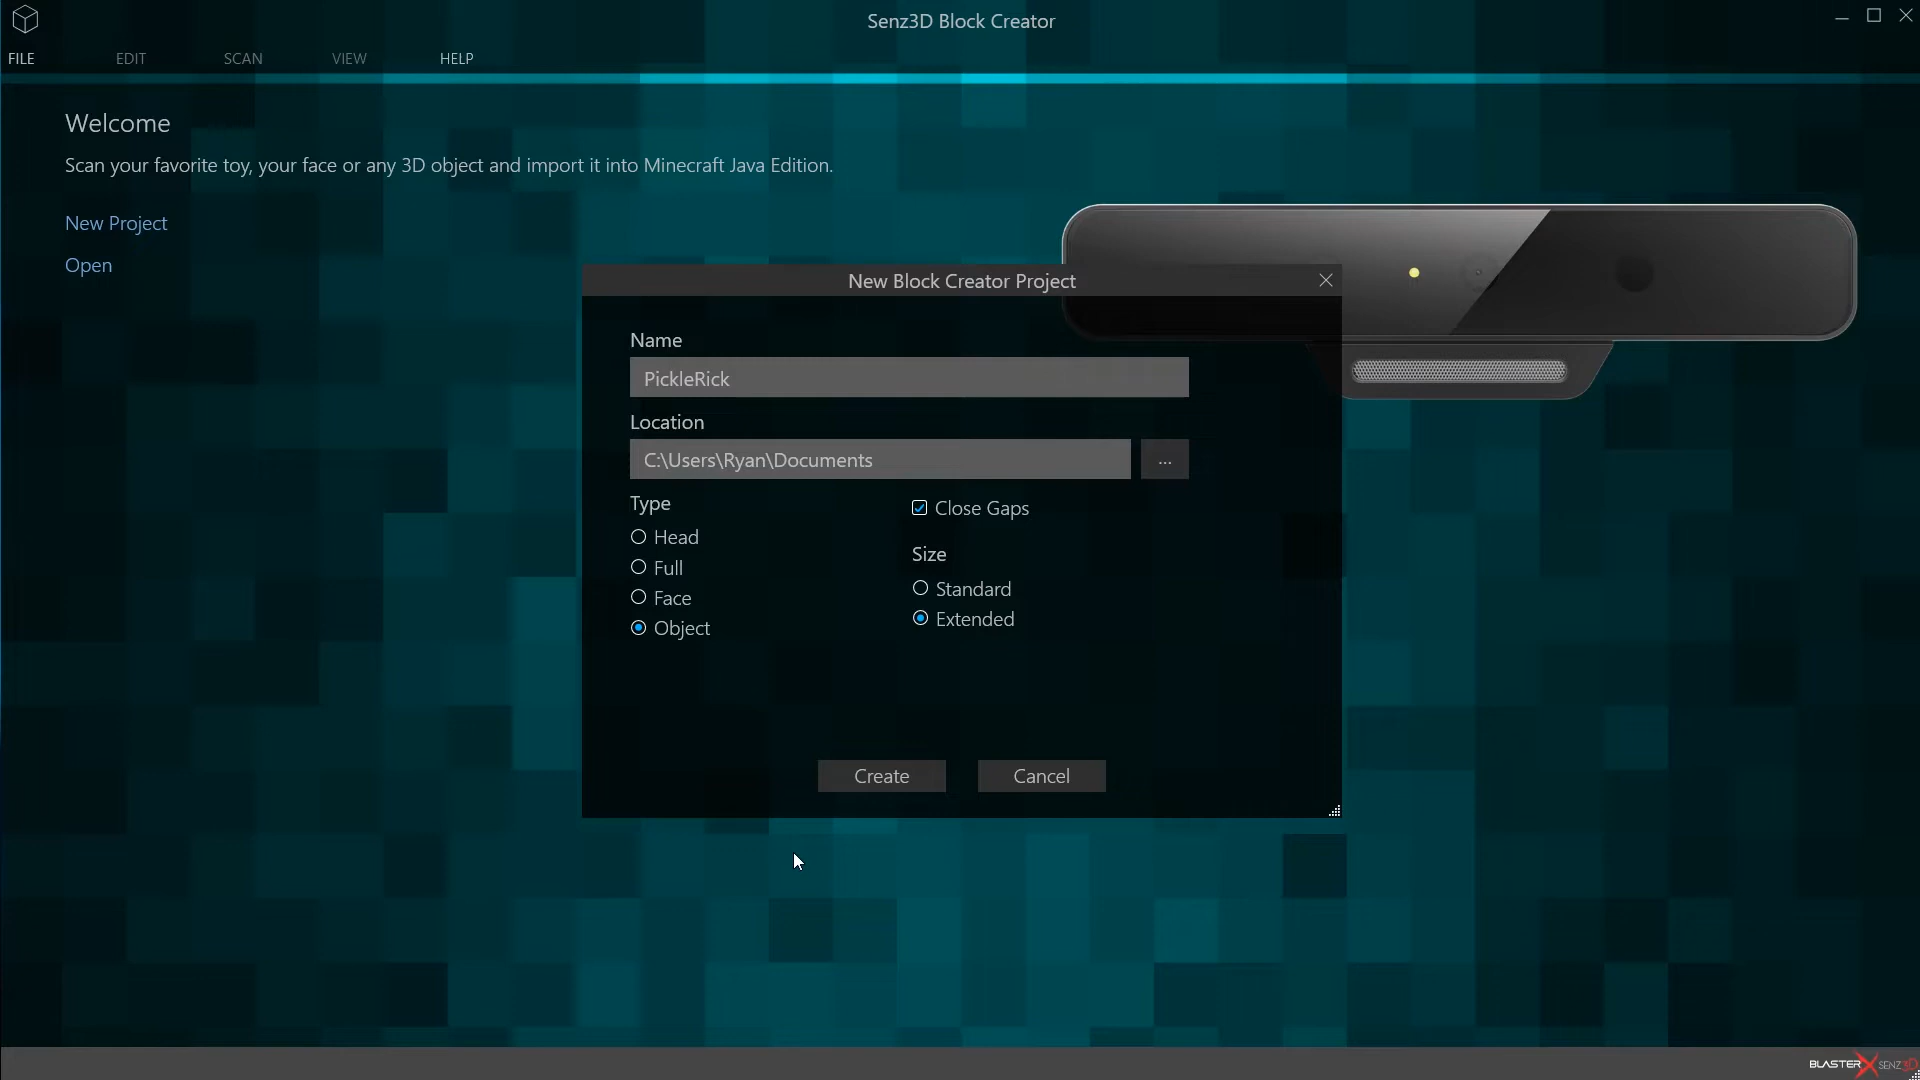 Senz3D Block Creator
FILE EDIT SCAN VIEW HELP
Welcome
Scan your favorite toy, your face or any 3D object and import it into Minecraft Java Edition.
New Project
Open
New Block Creator Project
Name
PickleRick
Location
C:\Users\Ryan\Documents
...
Type
Head
Full
Face
Object
Close Gaps
Size
Standard
Extended
Create
Cancel
BLASTERX SENZ3D